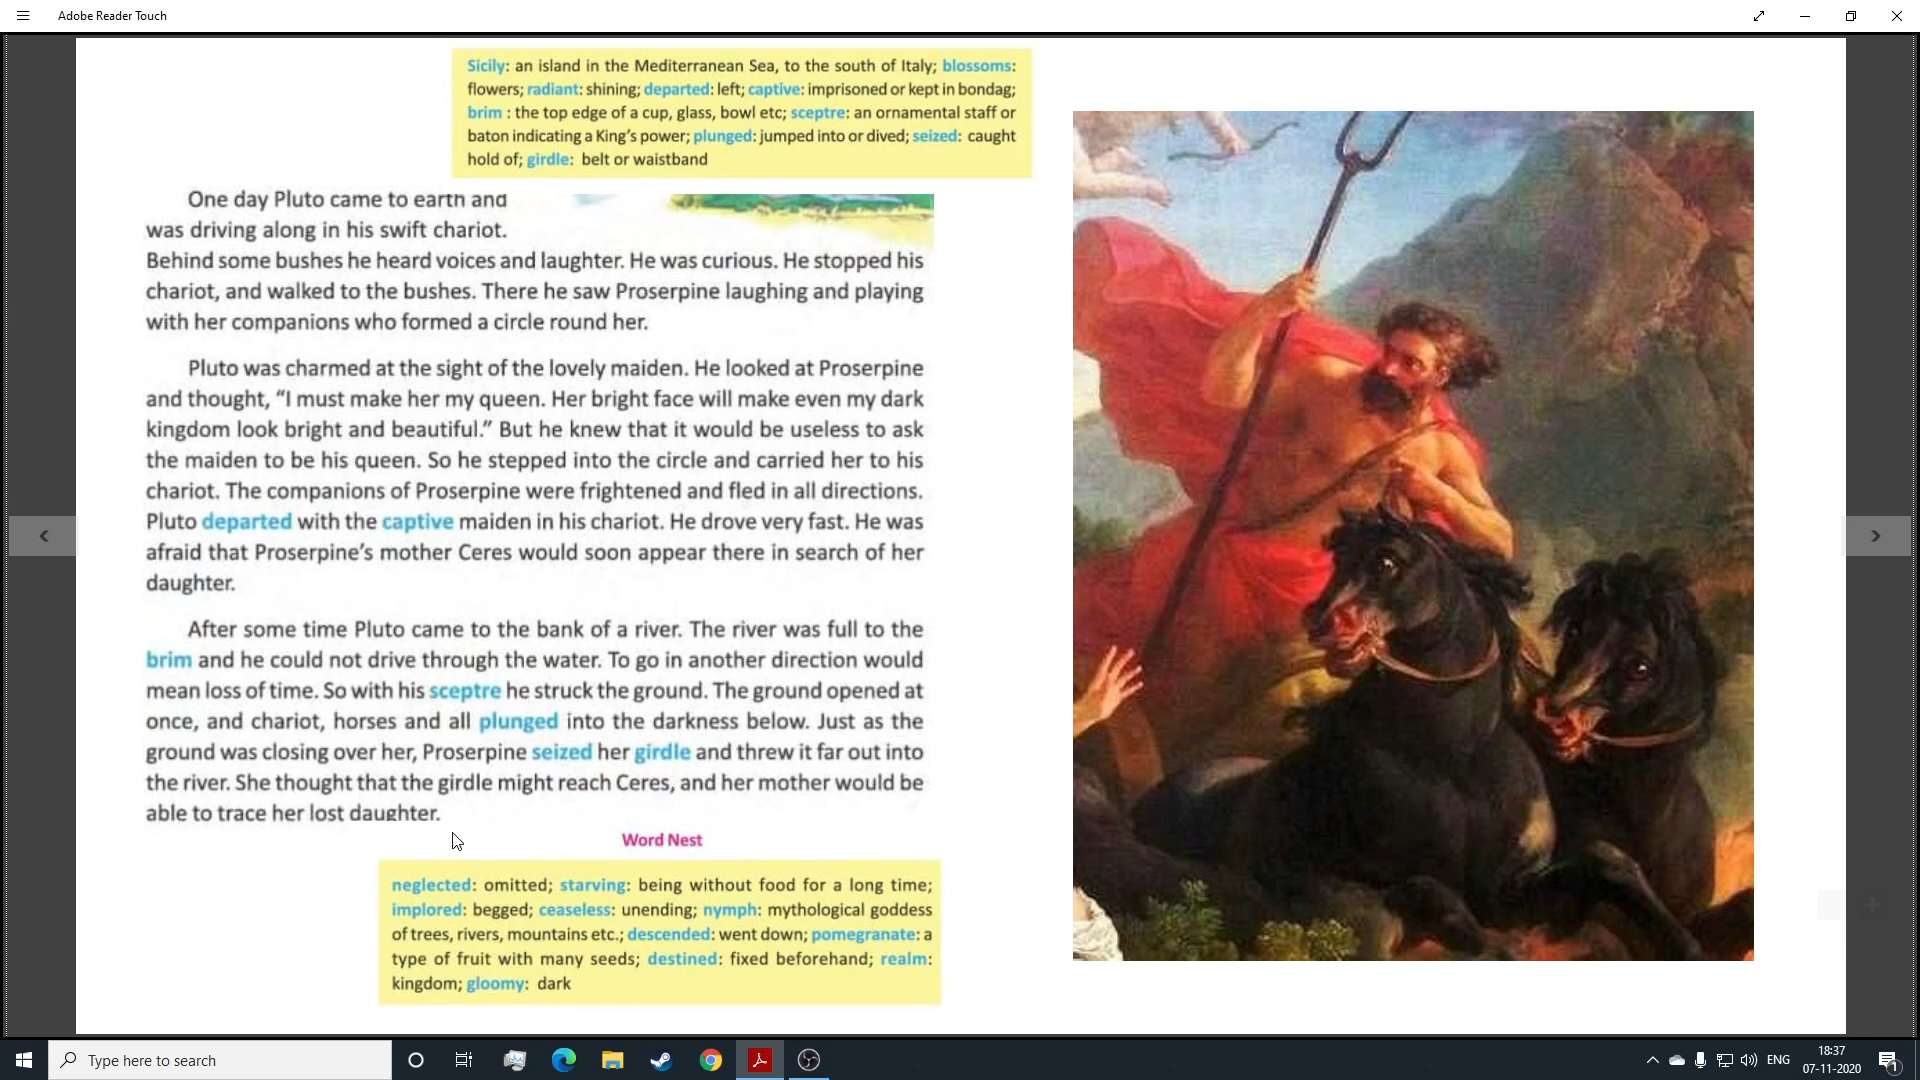 Adobe Reader Touch
Sicily: an island in the Mediterranean Sea, to the south of Italy; blossoms:
flowers; radiant: shining; departed: left; captive: imprisoned or kept in bondag;
brim : the top edge of a cup, glass, bowl etc; sceptre: an ornamental staff or
baton indicating a King's power; plunged: jumped into or dived; seized: caught
hold of; girdle: belt or waistband
One day Pluto came to earth and
was driving along in his swift chariot.
Behind some bushes he heard voices and laughter. He was curious. He stopped his
chariot, and walked to the bushes. There he saw Proserpine laughing and playing
with her companions who formed a circle round her.
Pluto was charmed at the sight of the lovely maiden. He looked at Proserpine
and thought, “I must make her my queen. Her bright face will make even my dark
kingdom look bright and beautiful.” But he knew that it would be useless to ask
the maiden to be his queen. So he stepped into the circle and carried her to his
chariot. The companions of Proserpine were frightened and fled in all directions.
Pluto departed with the captive maiden in his chariot. He drove very fast. He was
afraid that Proserpine's mother Ceres would soon appear there in search of her
daughter.
After some time Pluto came to the bank of a river. The river was full to the
brim and he could not drive through the water. To go in another direction would
mean loss of time. So with his sceptre he struck the ground. The ground opened at
once, and chariot, horses and all plunged into the darkness below. Just as the
ground was closing over her, Proserpine seized her girdle and threw it far out into
the river. She thought that the girdle might reach Ceres, and her mother would be
able to trace her lost daughter.
Word Nest
neglected: omitted; starving: being without food for a long time;
implored: begged; ceaseless: unending; nymph: mythological goddess
of trees, rivers, mountains etc.; descended: went down; pomegranate: a
type of fruit with many seeds; destined: fixed beforehand; realm:
kingdom; gloomy: dark
Type here to search
ENG
18:37
07-11-2020
1